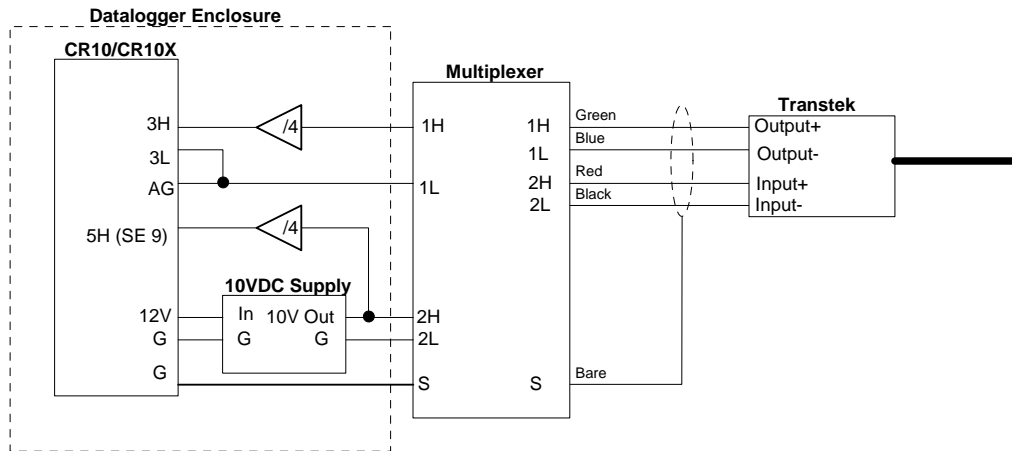 Datalogger Enclosure
CR10/CR10X
3H
3L
AG
5H (SE 9)
12V
G
G
/4
/4
10VDC Supply
In 10V Out
G G
Multiplexer
1H
1L
2H
2L
S
1H
1L
2H
2L
S
Green
Blue
Red
Black
Bare
Transtek
Output+
Output-
Input+
Input-